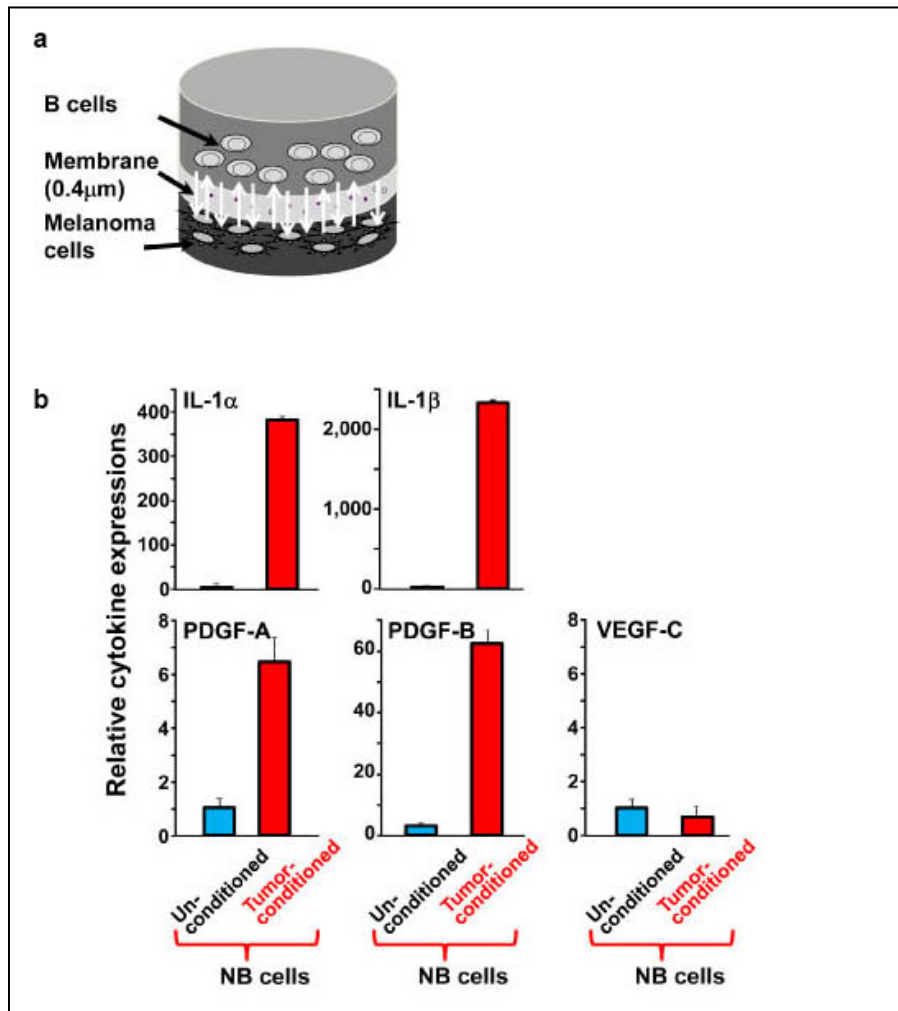 a
B cells
Membrane
(0.4μm)
Melanoma
cells
b
Relative cytokine expressions
IL-1α
400
300
200
100
0
IL-1β
2,000
1,000
0
PDGF-A
8
6
4
2
0
PDGF-B
60
40
20
0
VEGF-C
8
6
4
2
0
Un-
conditioned
Tumor-
conditioned
NB cells
Un-
conditioned
Tumor-
conditioned
NB cells
Un-
conditioned
Tumor-
conditioned
NB cells